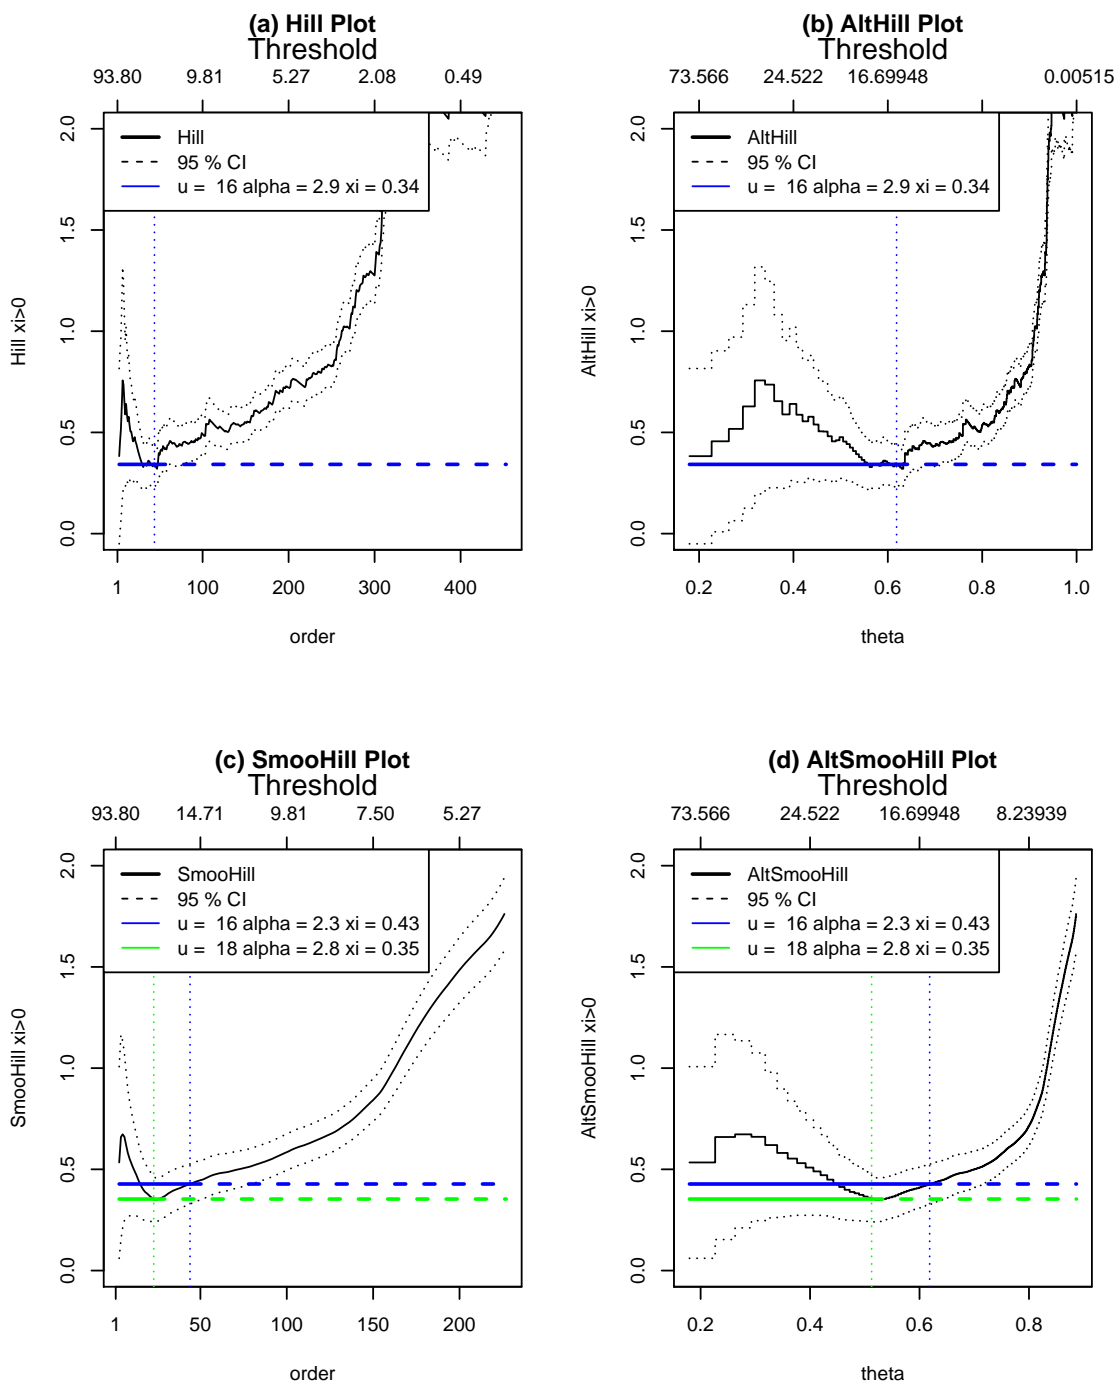 (a) Hill Plot
Threshold
93.80 9.81 5.27 2.08 0.49
Hill
95 % CI
u = 16 alpha = 2.9 xi = 0.34
0.0 0.5 1.0 1.5 2.0
Hill xi>0
1 100 200 300 400
order
(b) AltHill Plot
Threshold
73.566 24.522 16.69948 0.00515
AltHill
95 % CI
u = 16 alpha = 2.9 xi = 0.34
0.0 0.5 1.0 1.5 2.0
AltHill xi>0
0.2 0.4 0.6 0.8 1.0
theta
(c) SmooHill Plot
Threshold
93.80 14.71 9.81 7.50 5.27
SmooHill
95 % CI
u = 16 alpha = 2.3 xi = 0.43
u = 18 alpha = 2.8 xi = 0.35
0.0 0.5 1.0 1.5 2.0
SmooHill xi>0
1 50 100 150 200
order
(d) AltSmooHill Plot
Threshold
73.566 24.522 16.69948 8.23939
AltSmooHill
95 % CI
u = 16 alpha = 2.3 xi = 0.43
u = 18 alpha = 2.8 xi = 0.35
0.0 0.5 1.0 1.5 2.0
AltSmooHill xi>0
0.2 0.4 0.6 0.8
theta